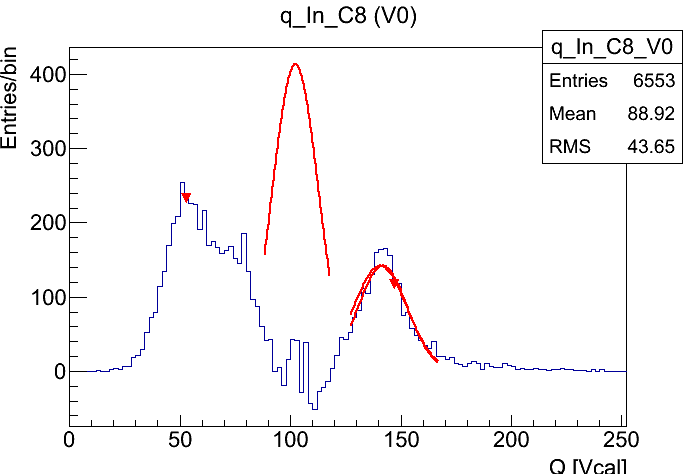 q_In_C8 (V0)
Entries/bin
q_In_C8_V0
Entries 6553
Mean 88.92
RMS 43.65
400
300
200
100
0
0 50 100 150 200 250
Q [Vcal]